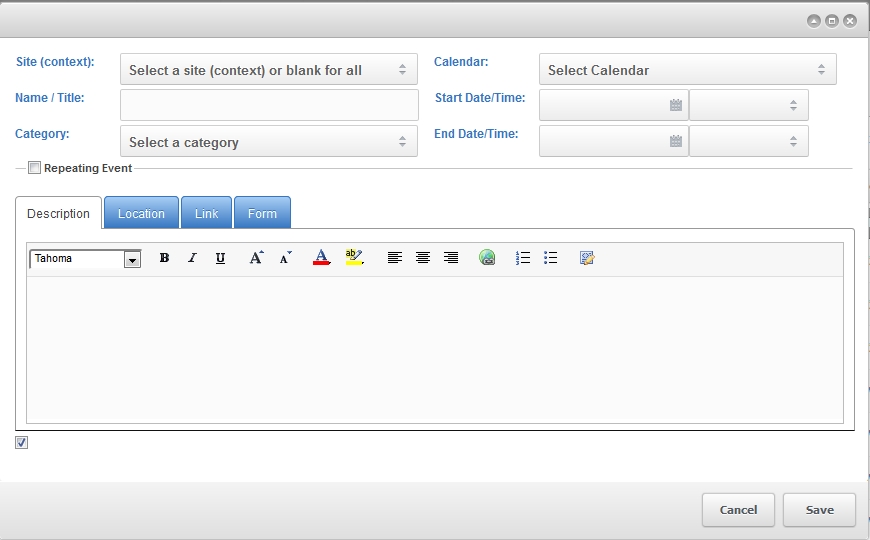 Site (context): Select a site (context) or blank for all Calendar: Select Calendar
Name / Title: Start Date/Time:
Category: Select a category End Date/Time:
Repeating Event
Description Location Link Form
Tahoma B I U A A A ab
Cancel Save